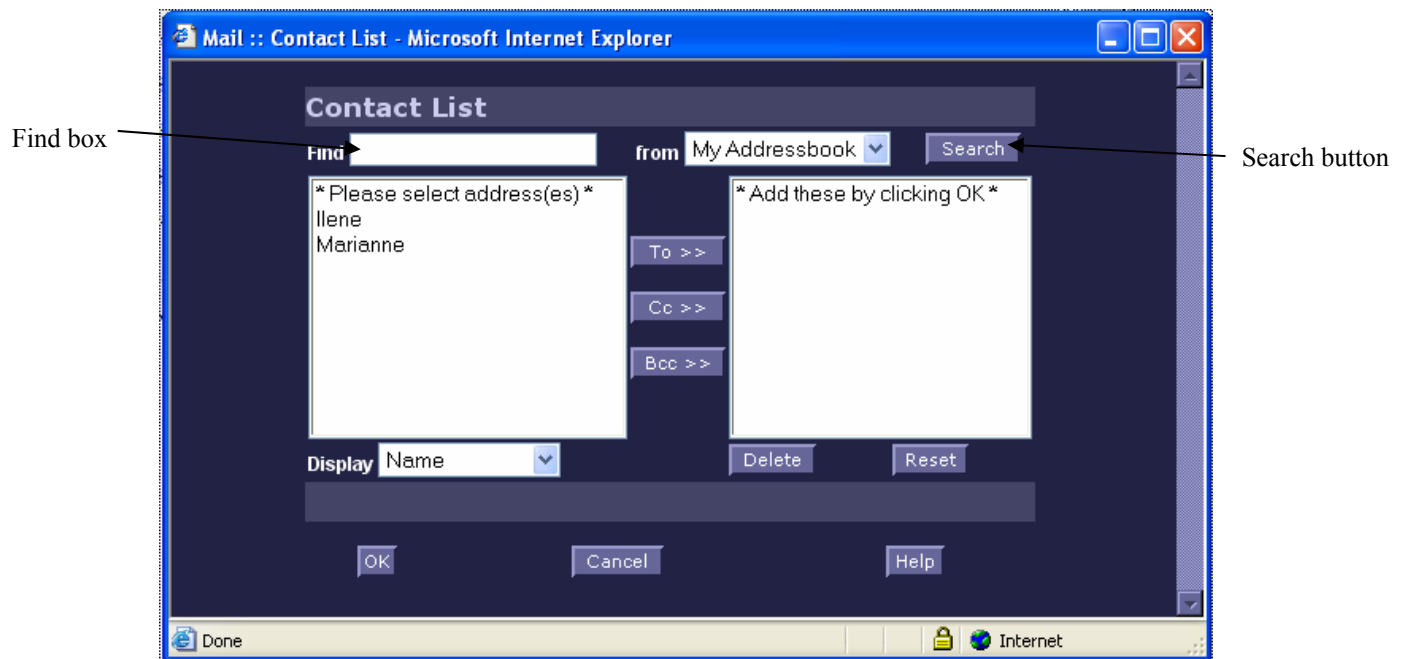 Mail :: Contact List - Microsoft Internet Explorer
Contact List
Find box
Find
from My Addressbook
Search
Search button
* Please select address(es) *
Ilene
Marianne
* Add these by clicking OK *
To >>
Cc >>
Bcc >>
Display Name
Delete
Reset
OK
Cancel
Help
Done
Internet